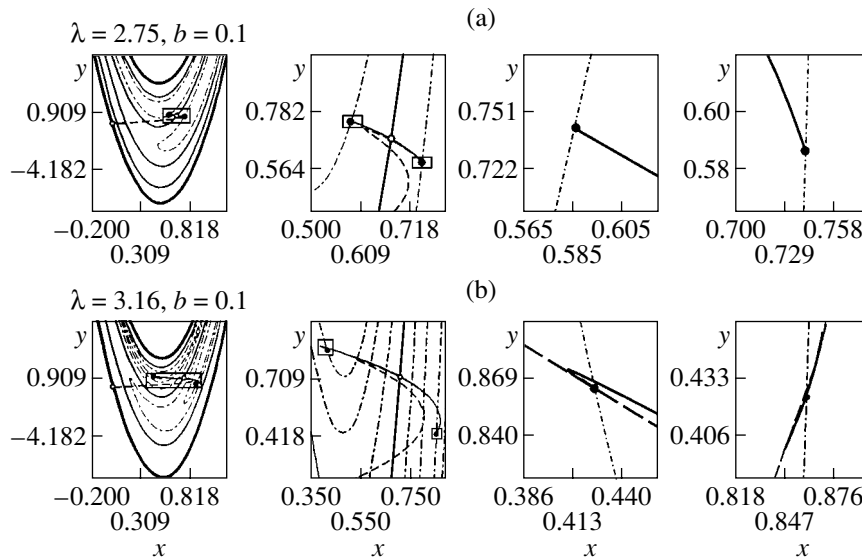 (a)
λ = 2.75, b = 0.1
y y y y
0.909 0.782 0.751 0.60
−4.182 0.564 0.722 0.58
−0.200 0.818 0.500 0.718 0.565 0.605 0.700 0.758
0.309 0.609 0.585 0.729
(b)
λ = 3.16, b = 0.1
y y y y
0.909 0.709 0.869 0.433
−4.182 0.418 0.840 0.406
−0.200 0.818 0.350 0.750 0.386 0.440 0.818 0.876
0.309 0.550 0.413 0.847
x x x x